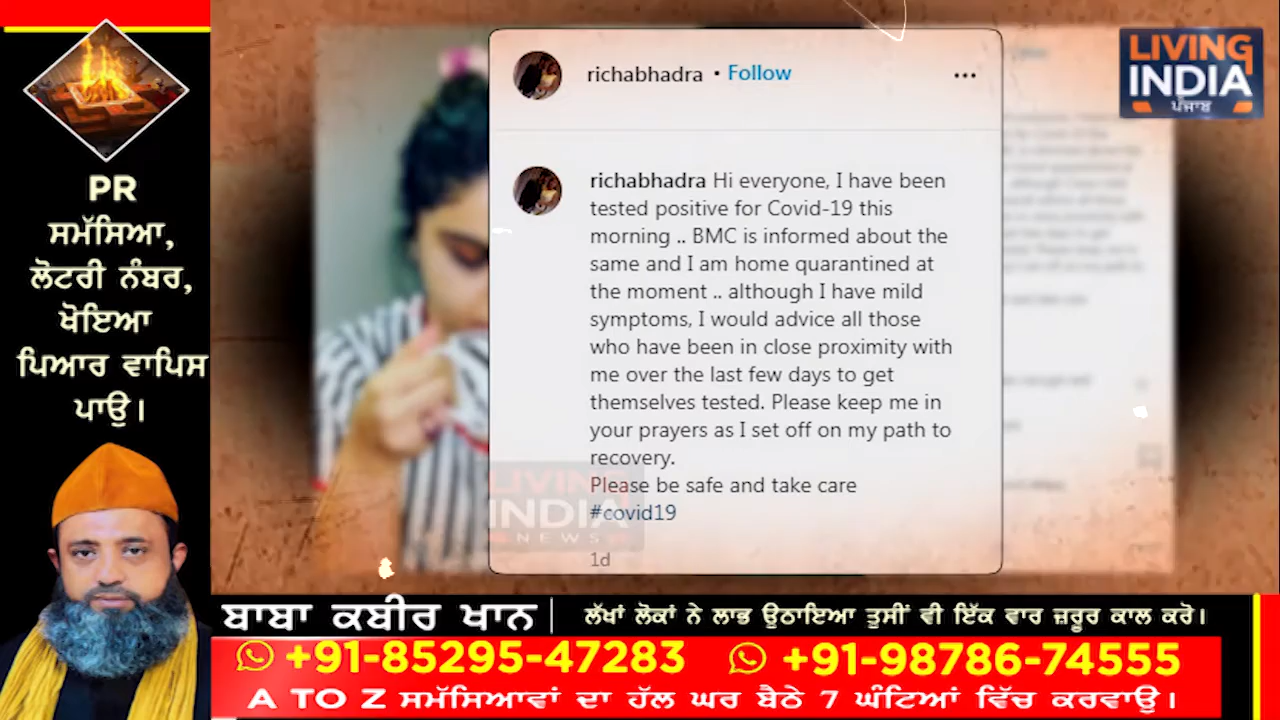 LIVING
INDIA
ਪੰਜਾਬ
richabhadra • Follow
richabhadra Hi everyone, I have been
tested positive for Covid-19 this
morning .. BMC is informed about the
same and I am home quarantined at
the moment .. although I have mild
symptoms, I would advice all those
who have been in close proximity with
me over the last few days to get
themselves tested. Please keep me in
your prayers as I set off on my path to
recovery.
Please be safe and take care
#covid19
1d
LIVING
INDIA
NEWS
PR
ਸਮੱਸਿਆ,
ਲੋਟਰੀ ਨੰਬਰ,
ਖੋਇਆ
ਪਿਆਰ ਵਾਪਿਸ
ਪਾਉ।
ਬਾਬਾ ਕਬੀਰ ਖਾਨ | ਲੱਖਾਂ ਲੋਕਾਂ ਨੇ ਲਾਭ ਉਠਾਇਆ ਤੁਸੀਂ ਵੀ ਇੱਕ ਵਾਰ ਜ਼ਰੂਰ ਕਾਲ ਕਰੋ।
+91-85295-47283 +91-98786-74555
A TO Z ਸਮੱਸਿਆਵਾਂ ਦਾ ਹੱਲ ਘਰ ਬੈਠੇ 7 ਘੰਟਿਆਂ ਵਿੱਚ ਕਰਵਾਉ।